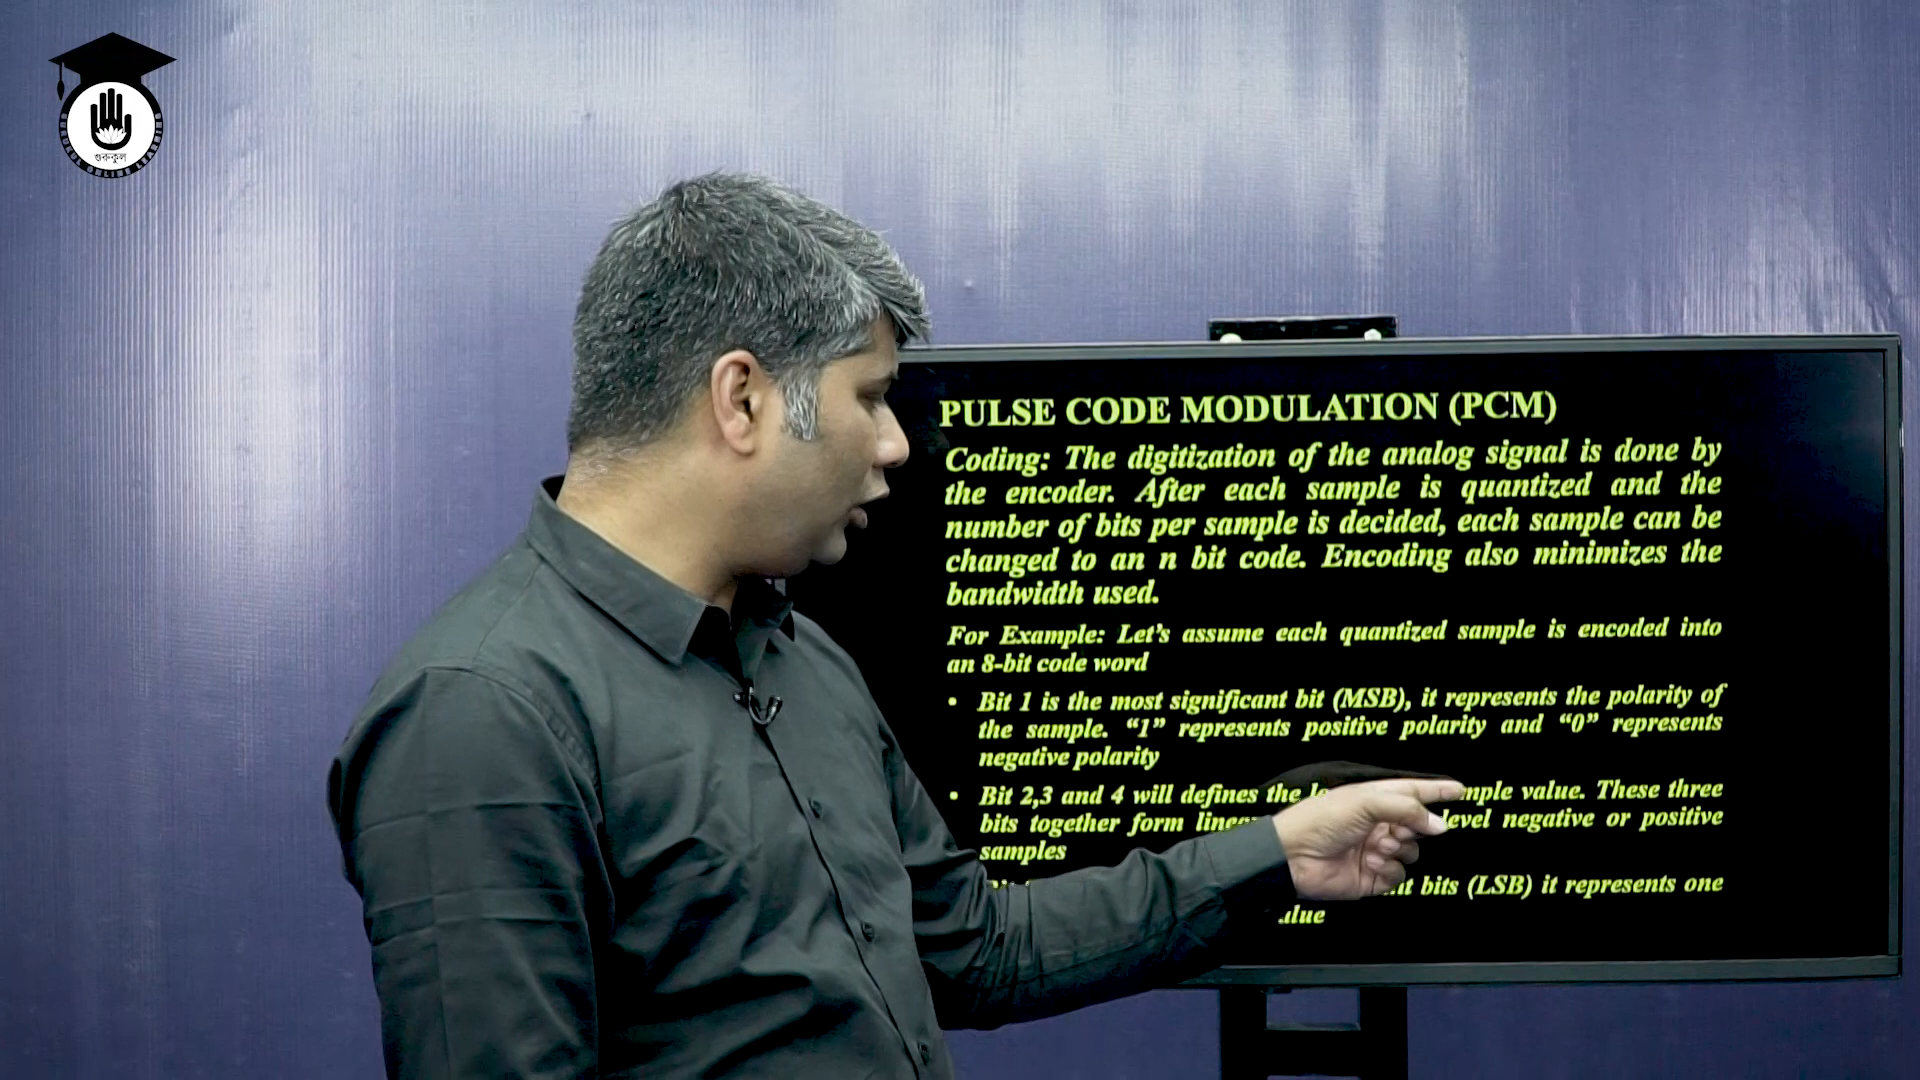 গুরুকুল
GURUKUL ONLINE LEARNING
PULSE CODE MODULATION (PCM)
Coding: The digitization of the analog signal is done by
the encoder. After each sample is quantized and the
number of bits per sample is decided, each sample can be
changed to an n bit code. Encoding also minimizes the
bandwidth used.
For Example: Let's assume each quantized sample is encoded into
an 8-bit code word
• Bit 1 is the most significant bit (MSB), it represents the polarity of
the sample. “1” represents positive polarity and “0” represents
negative polarity
• Bit 2,3 and 4 will defines the value. These three
bits together form level negative or positive
samples
bits (LSB) it represents one